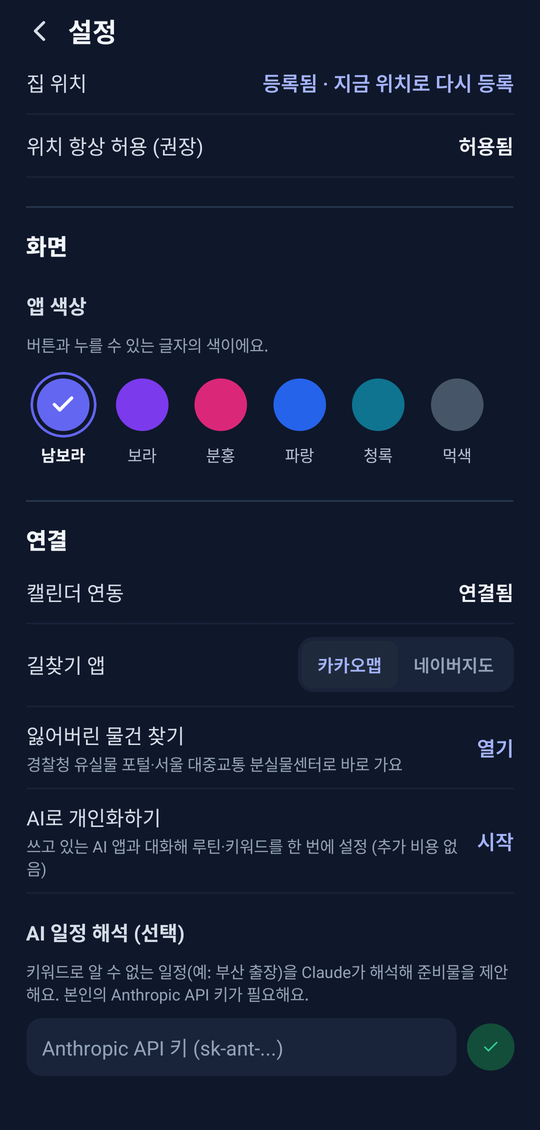 설정
집 위치
등록됨 · 지금 위치로 다시 등록
위치 항상 허용 (권장)
허용됨
화면
앱 색상
버튼과 누를 수 있는 글자의 색이에요.
남보라
보라
분홍
파랑
청록
먹색
연결
캘린더 연동
연결됨
길찾기 앱
카카오맵
네이버지도
잃어버린 물건 찾기
경찰청 유실물 포털·서울 대중교통 분실물센터로 바로 가요
열기
AI로 개인화하기
쓰고 있는 AI 앱과 대화해 루틴·키워드를 한 번에 설정 (추가 비용 없
음)
시작
AI 일정 해석 (선택)
키워드로 알 수 없는 일정(예: 부산 출장)을 Claude가 해석해 준비물을 제안
해요. 본인의 Anthropic API 키가 필요해요.
Anthropic API 키 (sk-ant-...)